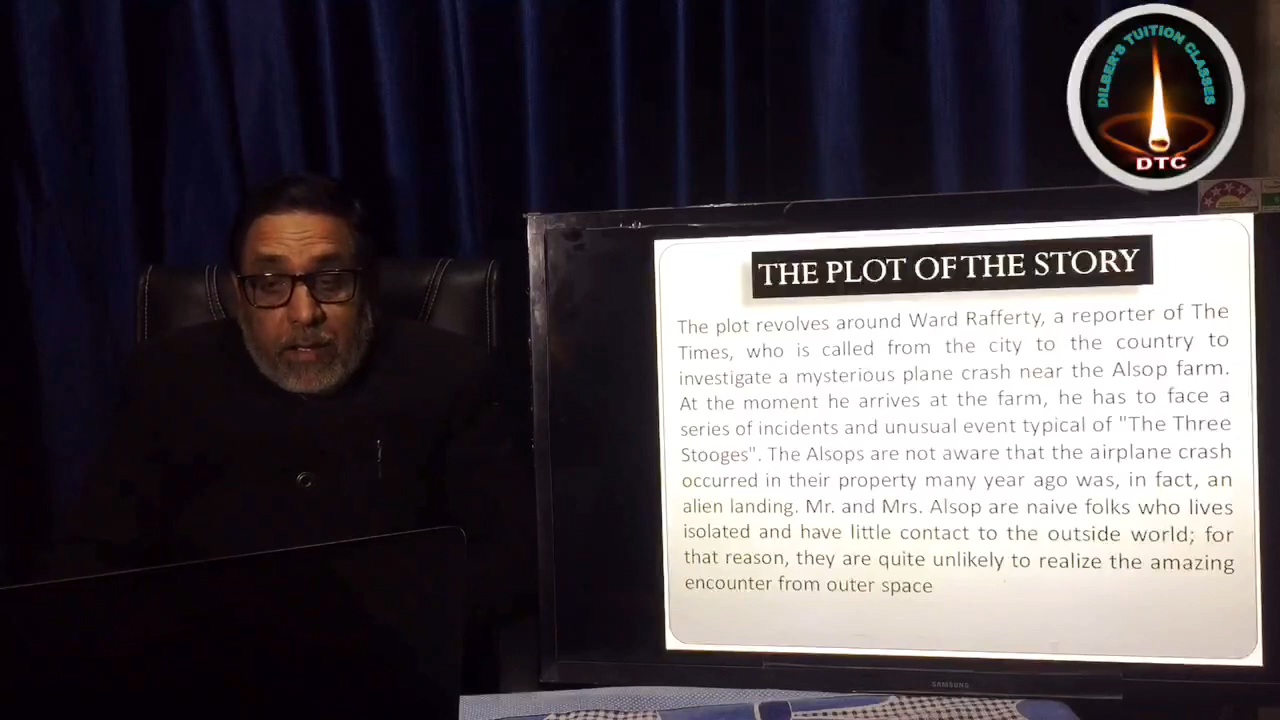 DILBER'S TUITION CLASSES
DTC
THE PLOT OF THE STORY
The plot revolves around Ward Rafferty, a reporter of The
Times, who is called from the city to the country to
investigate a mysterious plane crash near the Alsop farm.
At the moment he arrives at the farm, he has to face a
series of incidents and unusual event typical of "The Three
Stooges". The Alsops are not aware that the airplane crash
occurred in their property many year ago was, in fact, an
alien landing. Mr. and Mrs. Alsop are naive folks who lives
isolated and have little contact to the outside world; for
that reason, they are quite unlikely to realize the amazing
encounter from outer space
SAMSUNG